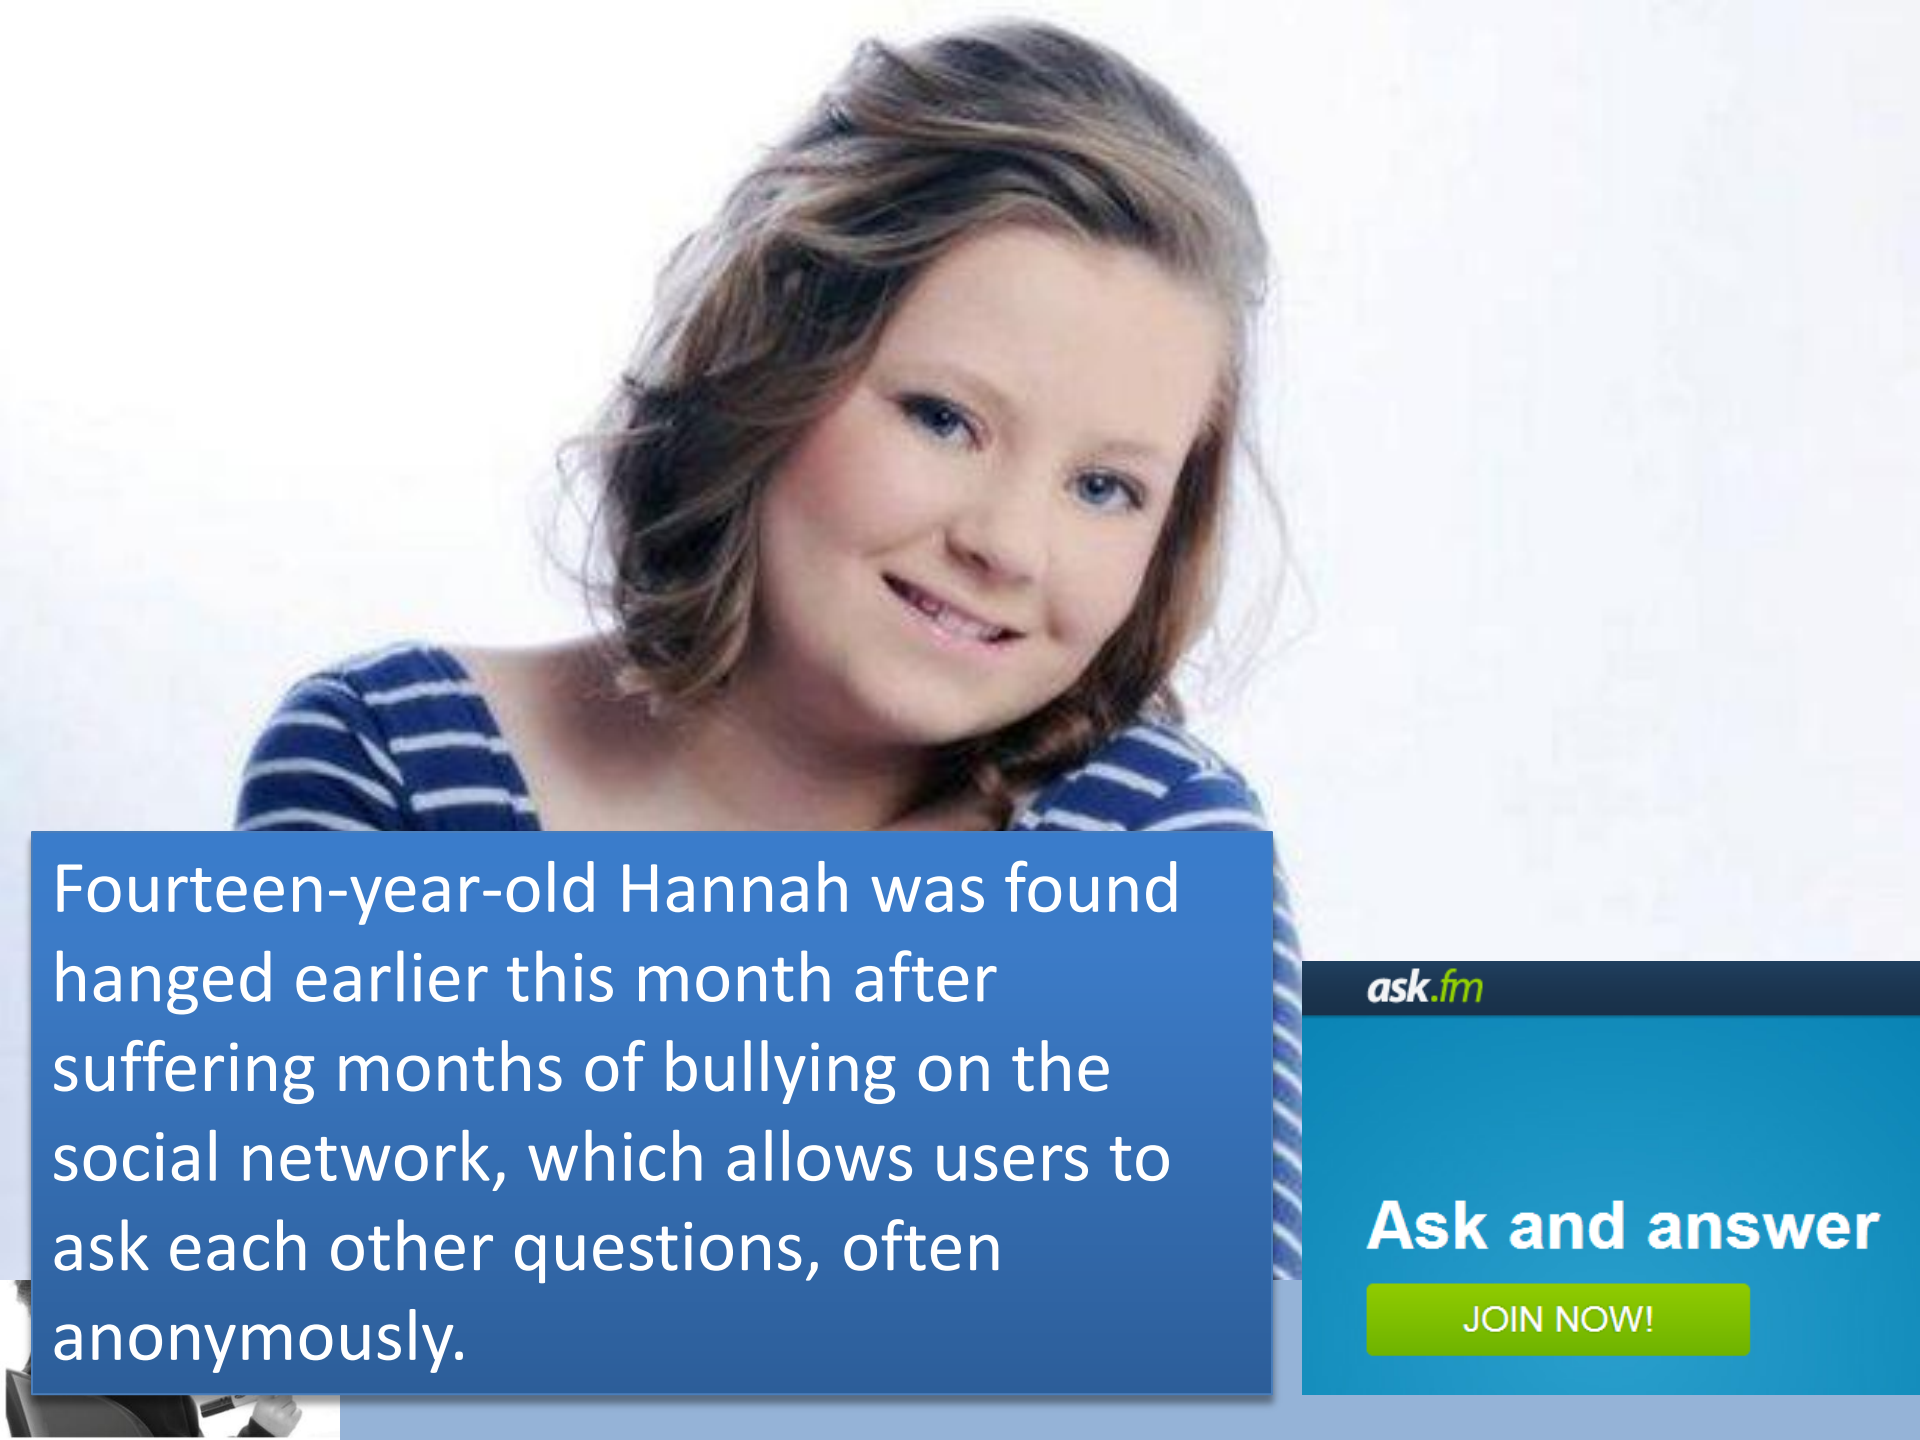 Fourteen-year-old Hannah was found
hanged earlier this month after
suffering months of bullying on the
social network, which allows users to
ask each other questions, often
anonymously.
ask.fm
Ask and answer
JOIN NOW!